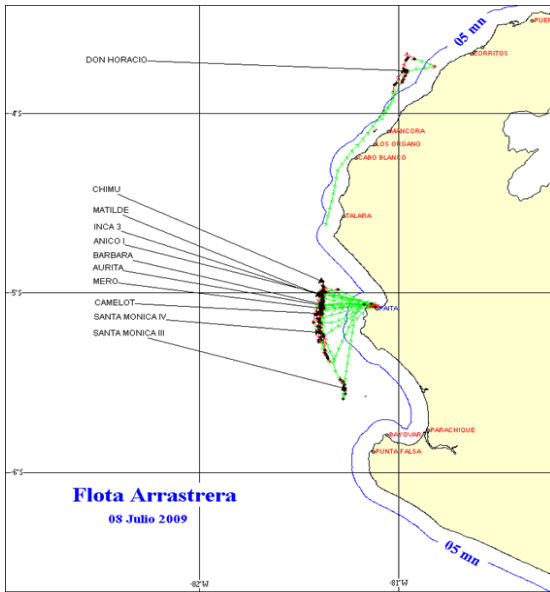 PUER
05 mn
ZORRITOS
DON HORACIO
4°S
MANCORA
LOS ORGANO
CABO BLANCO
CHIMU
MATILDE
TALARA
INCA 3
ANICO I
BARBARA
AURITA
MERO
5°S
CAMELOT
PAITA
SANTA MONICA IV
SANTA MONICA III
BAYOVAR
PARACHIQUE
PUNTA FALSA
6°S
Flota Arrastrera
08 Julio 2009
05 mn
82°W
81°W